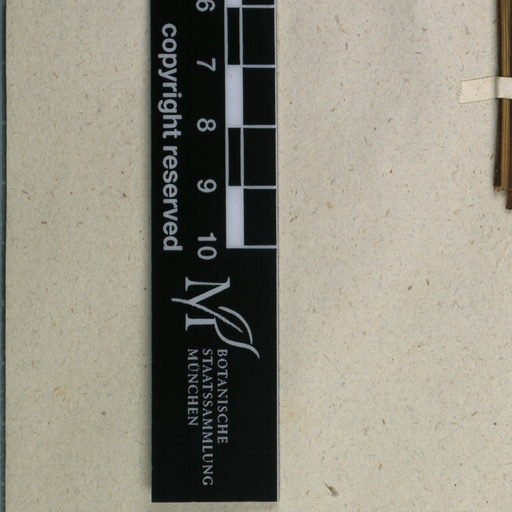 6
7
8
9
10
copyright reserved
M
BOTANISCHE
STAATSSAMMLUNG
MÜNCHEN